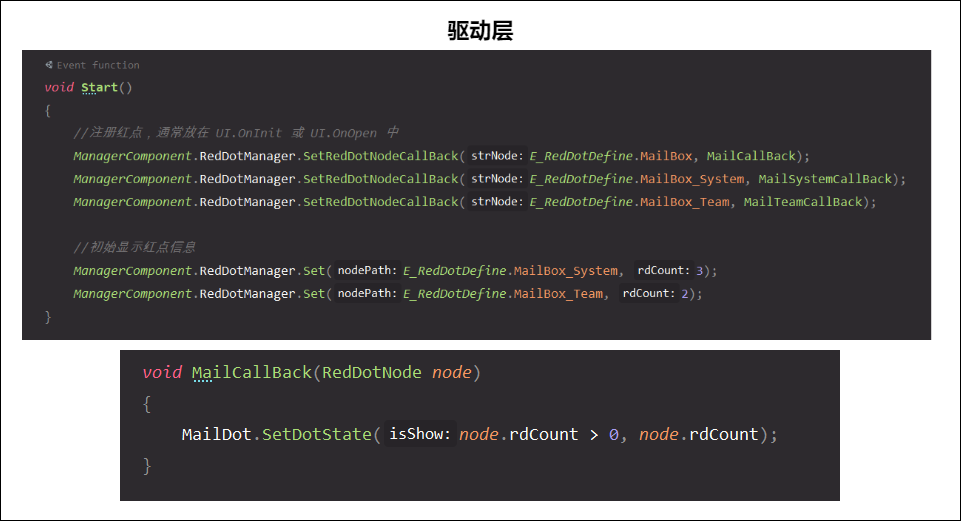 驱动层
Event function
void Start()
{
//注册红点，通常放在 UI.OnInit 或 UI.OnOpen 中
ManagerComponent.RedDotManager.SetRedDotNodeCallBack( strNode: E_RedDotDefine.MailBox, MailCallBack);
ManagerComponent.RedDotManager.SetRedDotNodeCallBack( strNode: E_RedDotDefine.MailBox_System, MailSystemCallBack);
ManagerComponent.RedDotManager.SetRedDotNodeCallBack( strNode: E_RedDotDefine.MailBox_Team, MailTeamCallBack);
//初始显示红点信息
ManagerComponent.RedDotManager.Set( nodePath: E_RedDotDefine.MailBox_System, rdCount: 3);
ManagerComponent.RedDotManager.Set( nodePath: E_RedDotDefine.MailBox_Team, rdCount: 2);
}
void MailCallBack(RedDotNode node)
{
MailDot.SetDotState( isShow: node.rdCount > 0, node.rdCount);
}